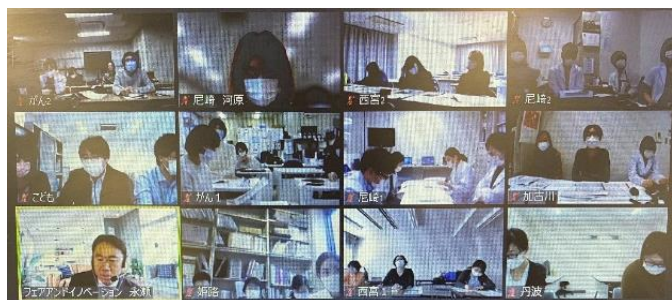 がん2
尼崎 河原
西宮2
尼崎2
こども
がん1
尼崎1
加古川
フェアアンドイノベーション 永瀬
姫路
西宮1
丹波